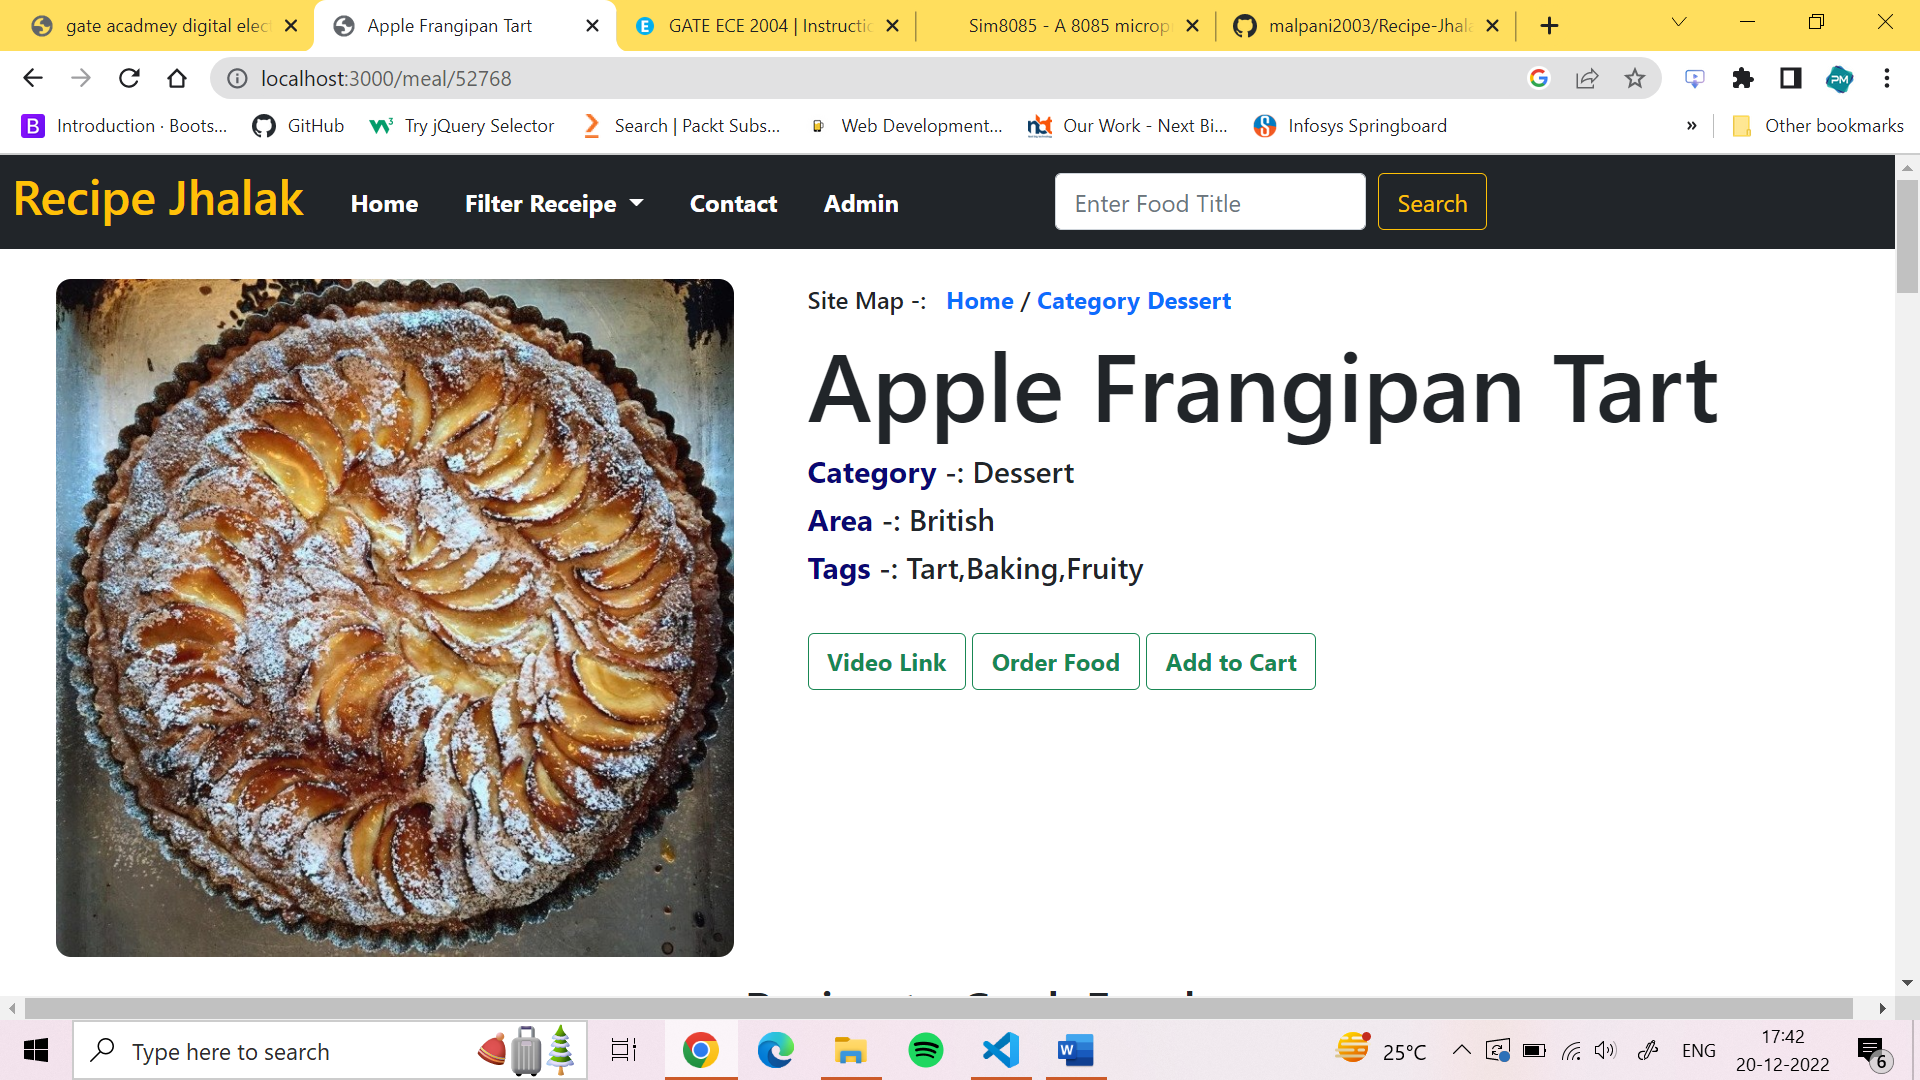 gate acadmey digital elect
Apple Frangipan Tart
GATE ECE 2004 | Instructio
Sim8085 - A 8085 microp
malpani2003/Recipe-Jhala
localhost:3000/meal/52768
Introduction · Boots...
GitHub
Try jQuery Selector
Search | Packt Subs...
Web Development...
Our Work - Next Bi...
Infosys Springboard
»
Other bookmarks
Recipe Jhalak
Home
Filter Receipe
Contact
Admin
Enter Food Title
Search
Site Map -: Home / Category Dessert
Apple Frangipan Tart
Category -: Dessert
Area -: British
Tags -: Tart,Baking,Fruity
Video Link
Order Food
Add to Cart
Type here to search
25°C
ENG
17:42
20-12-2022
6